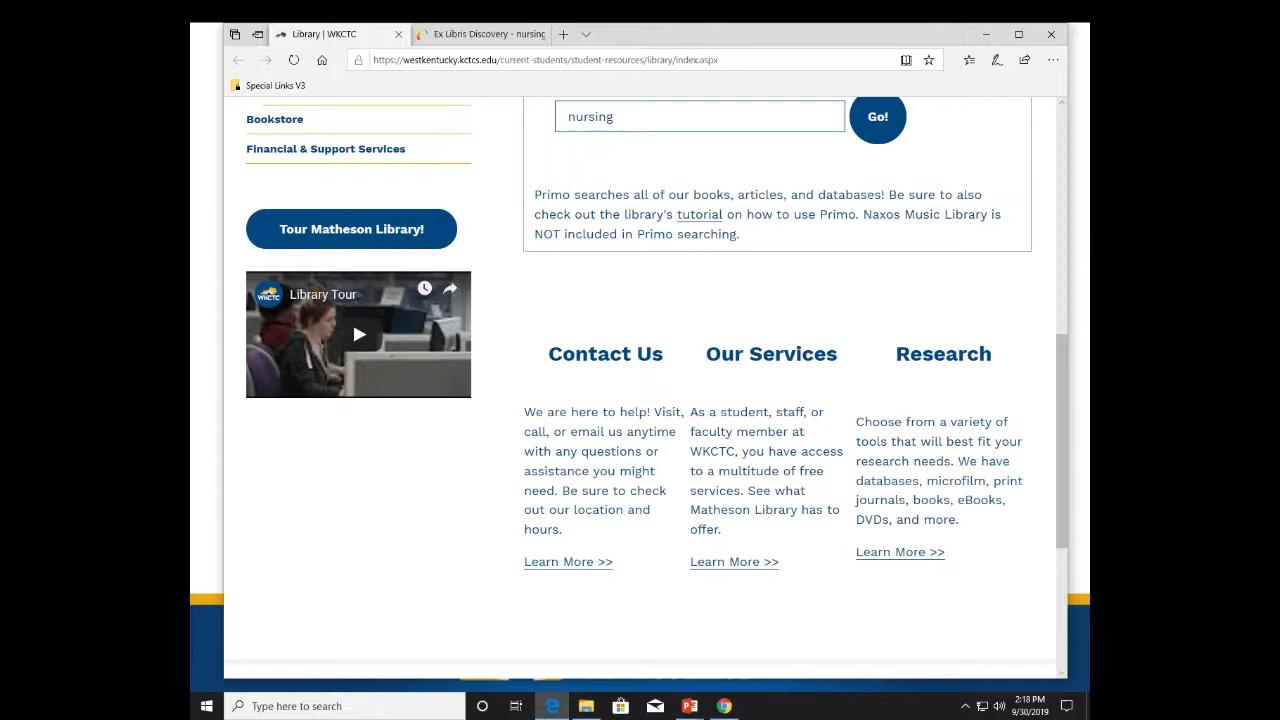 Library | WKCTC
Ex Libris Discovery - nursing
https://westkentucky.kctcs.edu/current-students/student-resources/library/index.aspx
Special Links V3
Bookstore
Financial & Support Services
Tour Matheson Library!
WKCTC
Library Tour
nursing
Go!
Primo searches all of our books, articles, and databases! Be sure to also
check out the library's tutorial on how to use Primo. Naxos Music Library is
NOT included in Primo searching.
Contact Us
We are here to help! Visit,
call, or email us anytime
with any questions or
assistance you might
need. Be sure to check
out our location and
hours.
Learn More >>
Our Services
As a student, staff, or
faculty member at
WKCTC, you have access
to a multitude of free
services. See what
Matheson Library has to
offer.
Learn More >>
Research
Choose from a variety of
tools that will best fit your
research needs. We have
databases, microfilm, print
journals, books, eBooks,
DVDs, and more.
Learn More >>
Type here to search
2:18 PM
9/30/2019